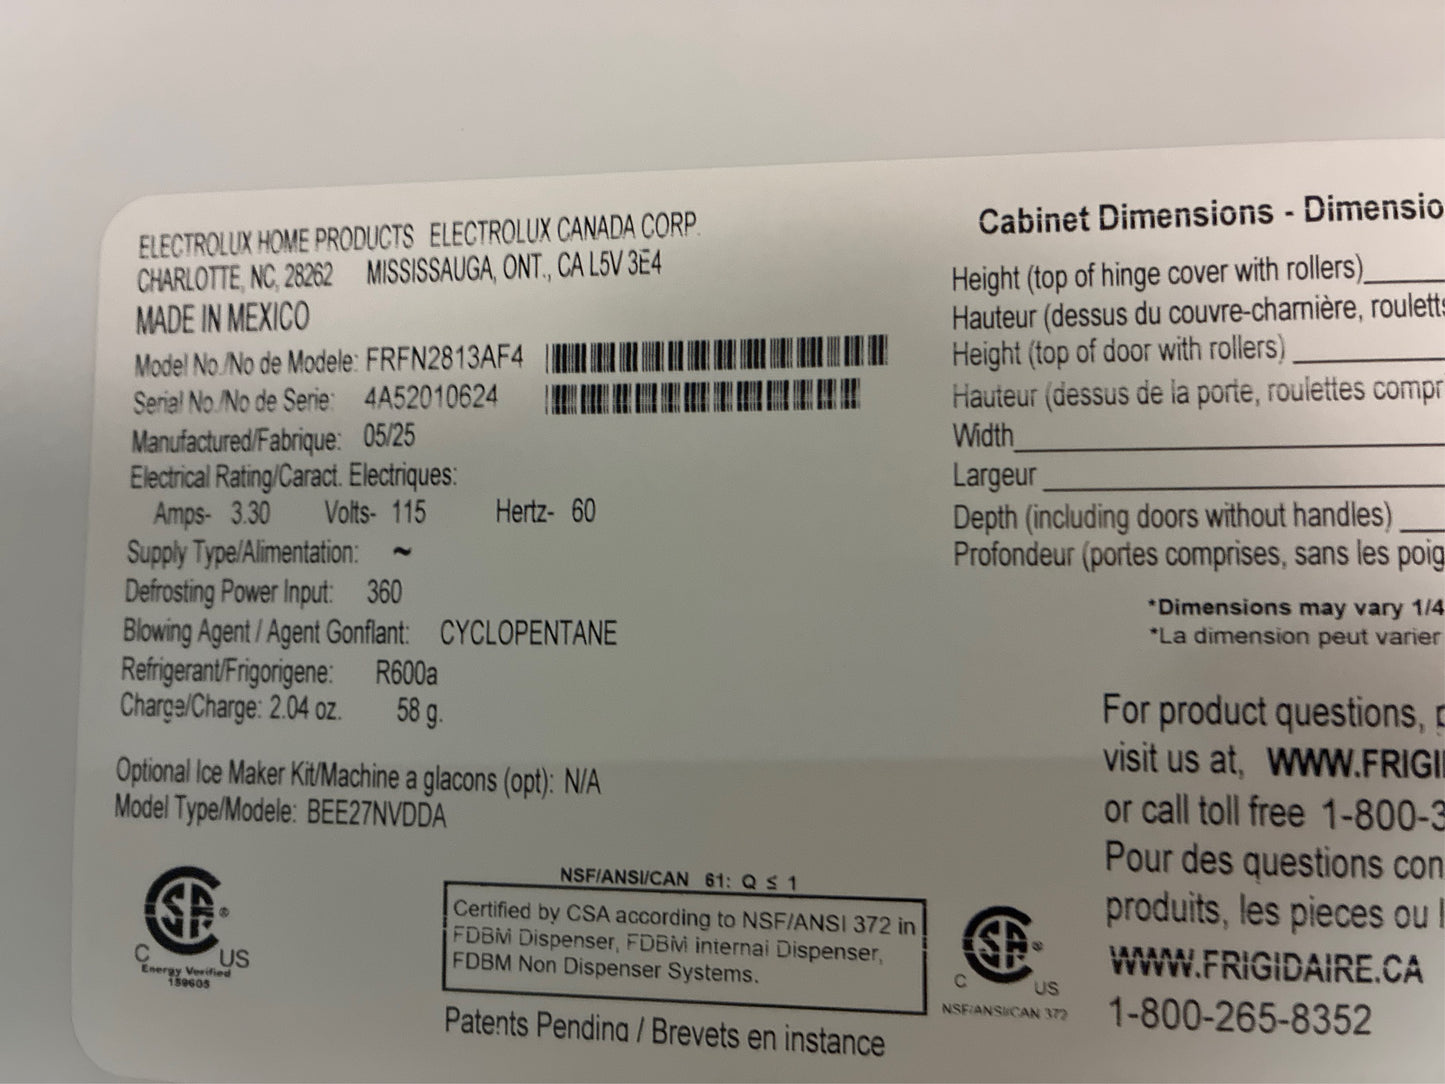 ELECTROLUX HOME PRODUCTS ELECTROLUX CANADA CORP.
CHARLOTTE, NC, 28262 MISSISSAUGA, ONT., CA L5V 3E4
MADE IN MEXICO
Model No./No de Modele: FRFN2813AF4
Serial No./No de Serie: 4A52010624
Manufactured/Fabrique: 05/25
Electrical Rating/Caract. Electriques:
Amps- 3.30 Volts- 115 Hertz- 60
Supply Type/Alimentation: ~
Defrosting Power Input: 360
Blowing Agent / Agent Gonflant: CYCLOPENTANE
Refrigerant/Frigorigene: R600a
Charge/Charge: 2.04 oz. 58 g.
Optional Ice Maker Kit/Machine a glacons (opt): N/A
Model Type/Modele: BEE27NVDDA
CSA®
C US
Energy Verified
159605
NSF/ANSI/CAN 61: Q ≤ 1
Certified by CSA according to NSF/ANSI 372 in
FDBM Dispenser, FDBM internal Dispenser,
FDBM Non Dispenser Systems.
Patents Pending / Brevets en instance
CSA®
C US
NSF/ANSI/CAN 372
Cabinet Dimensions - Dimensio
Height (top of hinge cover with rollers)
Hauteur (dessus du couvre-charnière, roulett
Height (top of door with rollers)
Hauteur (dessus de la porte, roulettes compr
Width
Largeur
Depth (including doors without handles)
Profondeur (portes comprises, sans les poig
*Dimensions may vary 1/4
*La dimension peut varier
For product questions,
visit us at, WWW.FRIGI
or call toll free 1-800-3
Pour des questions con
produits, les pieces ou l
WWW.FRIGIDAIRE.CA
1-800-265-8352